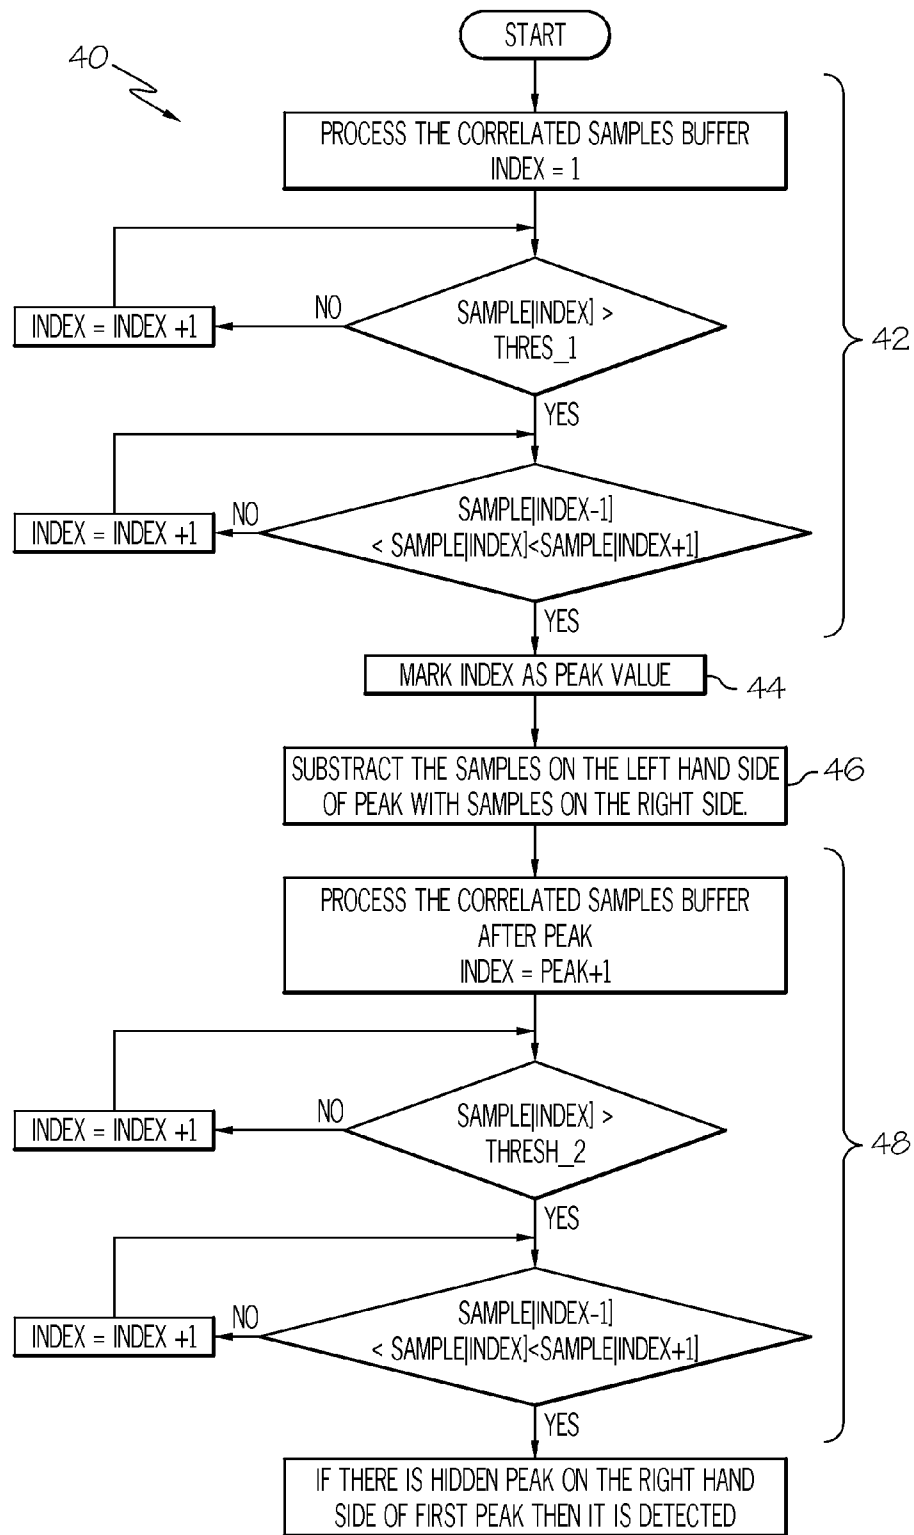 START
40
PROCESS THE CORRELATED SAMPLES BUFFER
INDEX = 1
NO
SAMPLE|INDEX] >
THRES_1
INDEX = INDEX +1
42
YES
SAMPLE|INDEX-1]
< SAMPLE|INDEX]<SAMPLE|INDEX+1]
NO
INDEX = INDEX +1
YES
MARK INDEX AS PEAK VALUE
44
SUBSTRACT THE SAMPLES ON THE LEFT HAND SIDE
OF PEAK WITH SAMPLES ON THE RIGHT SIDE.
46
PROCESS THE CORRELATED SAMPLES BUFFER
AFTER PEAK
INDEX = PEAK+1
NO
SAMPLE|INDEX] >
THRESH_2
INDEX = INDEX +1
48
YES
SAMPLE|INDEX-1]
< SAMPLE|INDEX]<SAMPLE|INDEX+1]
NO
INDEX = INDEX +1
YES
IF THERE IS HIDDEN PEAK ON THE RIGHT HAND
SIDE OF FIRST PEAK THEN IT IS DETECTED